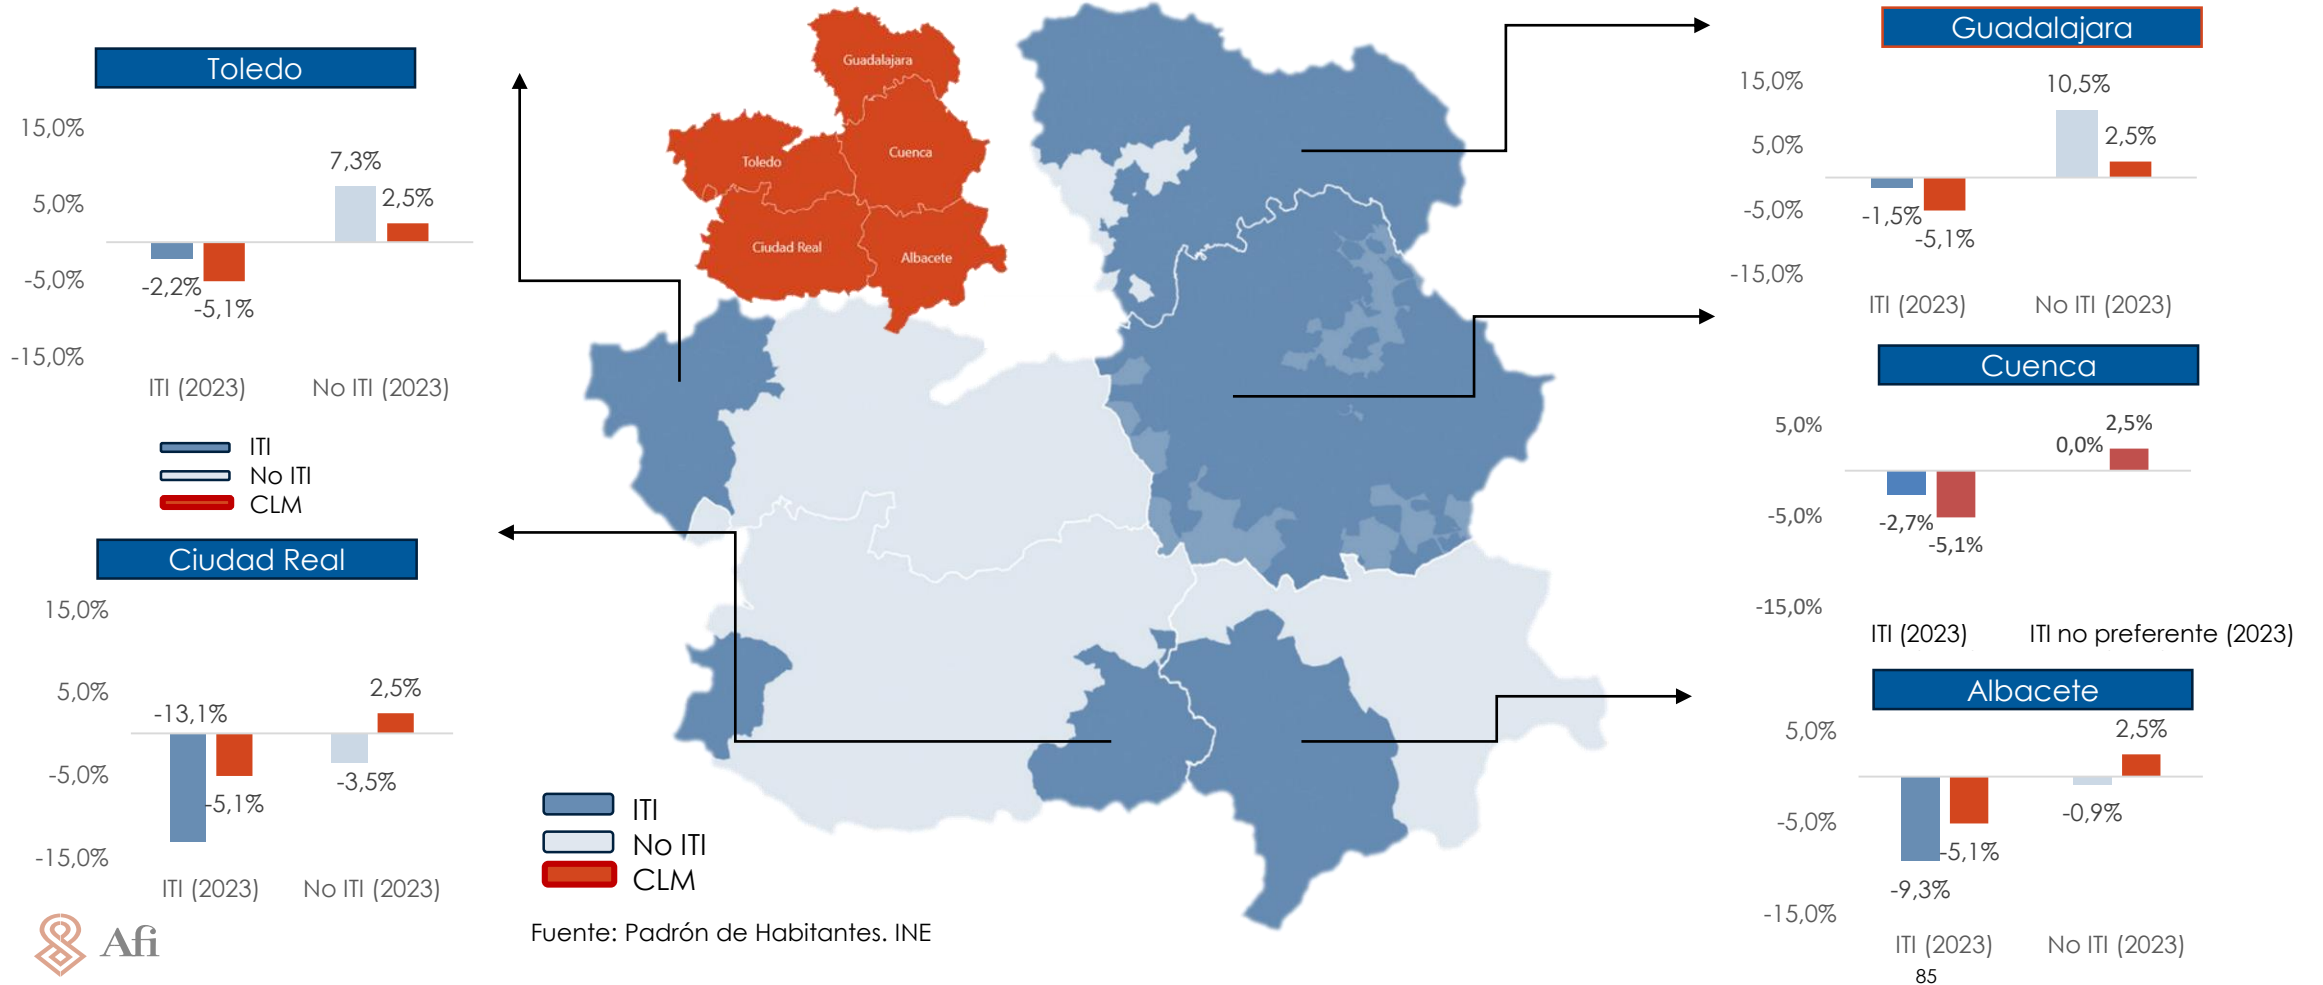 Toledo
15,0%
5,0%
-5,0%
-15,0%
7,3%
2,5%
-2,2%
-5,1%
ITI (2023)
No ITI (2023)
ITI
No ITI
CLM
Ciudad Real
15,0%
5,0%
-5,0%
-15,0%
-13,1%
2,5%
-5,1%
-3,5%
ITI (2023)
No ITI (2023)
Afi
Guadalajara
Toledo
Cuenca
Ciudad Real
Albacete
ITI
No ITI
CLM
Fuente: Padrón de Habitantes. INE
Guadalajara
15,0%
5,0%
-5,0%
-15,0%
10,5%
2,5%
-1,5%
-5,1%
ITI (2023)
No ITI (2023)
Cuenca
5,0%
-5,0%
-15,0%
2,5%
0,0%
-2,7%
-5,1%
ITI (2023)
ITI no preferente (2023)
Albacete
5,0%
-5,0%
-15,0%
2,5%
-0,9%
-5,1%
-9,3%
ITI (2023)
No ITI (2023)
85